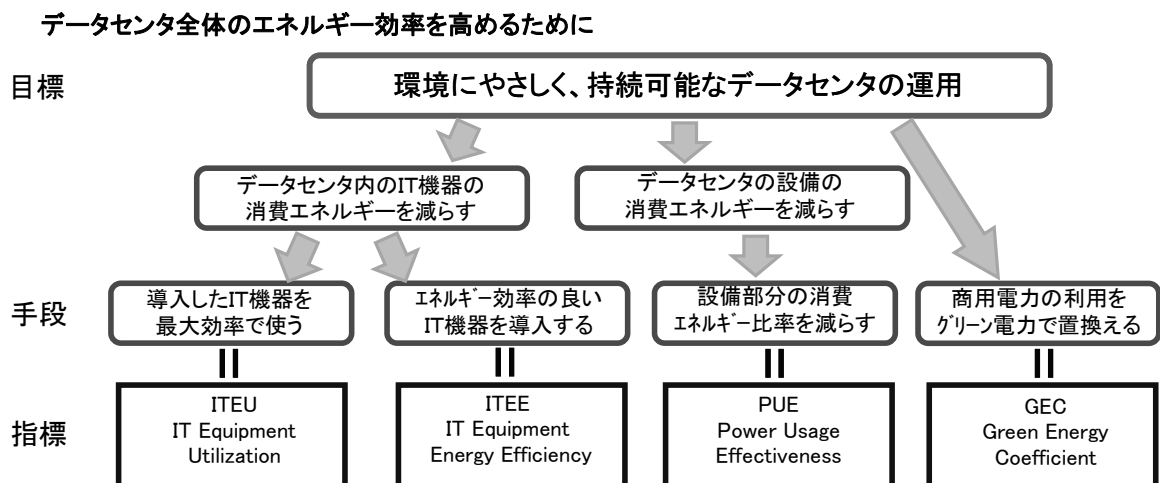 データセンタ全体のエネルギー効率を高めるために
目標
環境にやさしく、持続可能なデータセンタの運用
データセンタ内のIT機器の
消費エネルギーを減らす
データセンタの設備の
消費エネルギーを減らす
手段
導入したIT機器を
最大効率で使う
ｴﾈﾙｷﾞｰ効率の良い
IT機器を導入する
設備部分の消費
ｴﾈﾙｷﾞｰ比率を減らす
商用電力の利用を
ｸﾞﾘｰﾝ電力で置換える
指標
ITEU
IT Equipment
Utilization
ITEE
IT Equipment
Energy Efficiency
PUE
Power Usage
Effectiveness
GEC
Green Energy
Coefficient